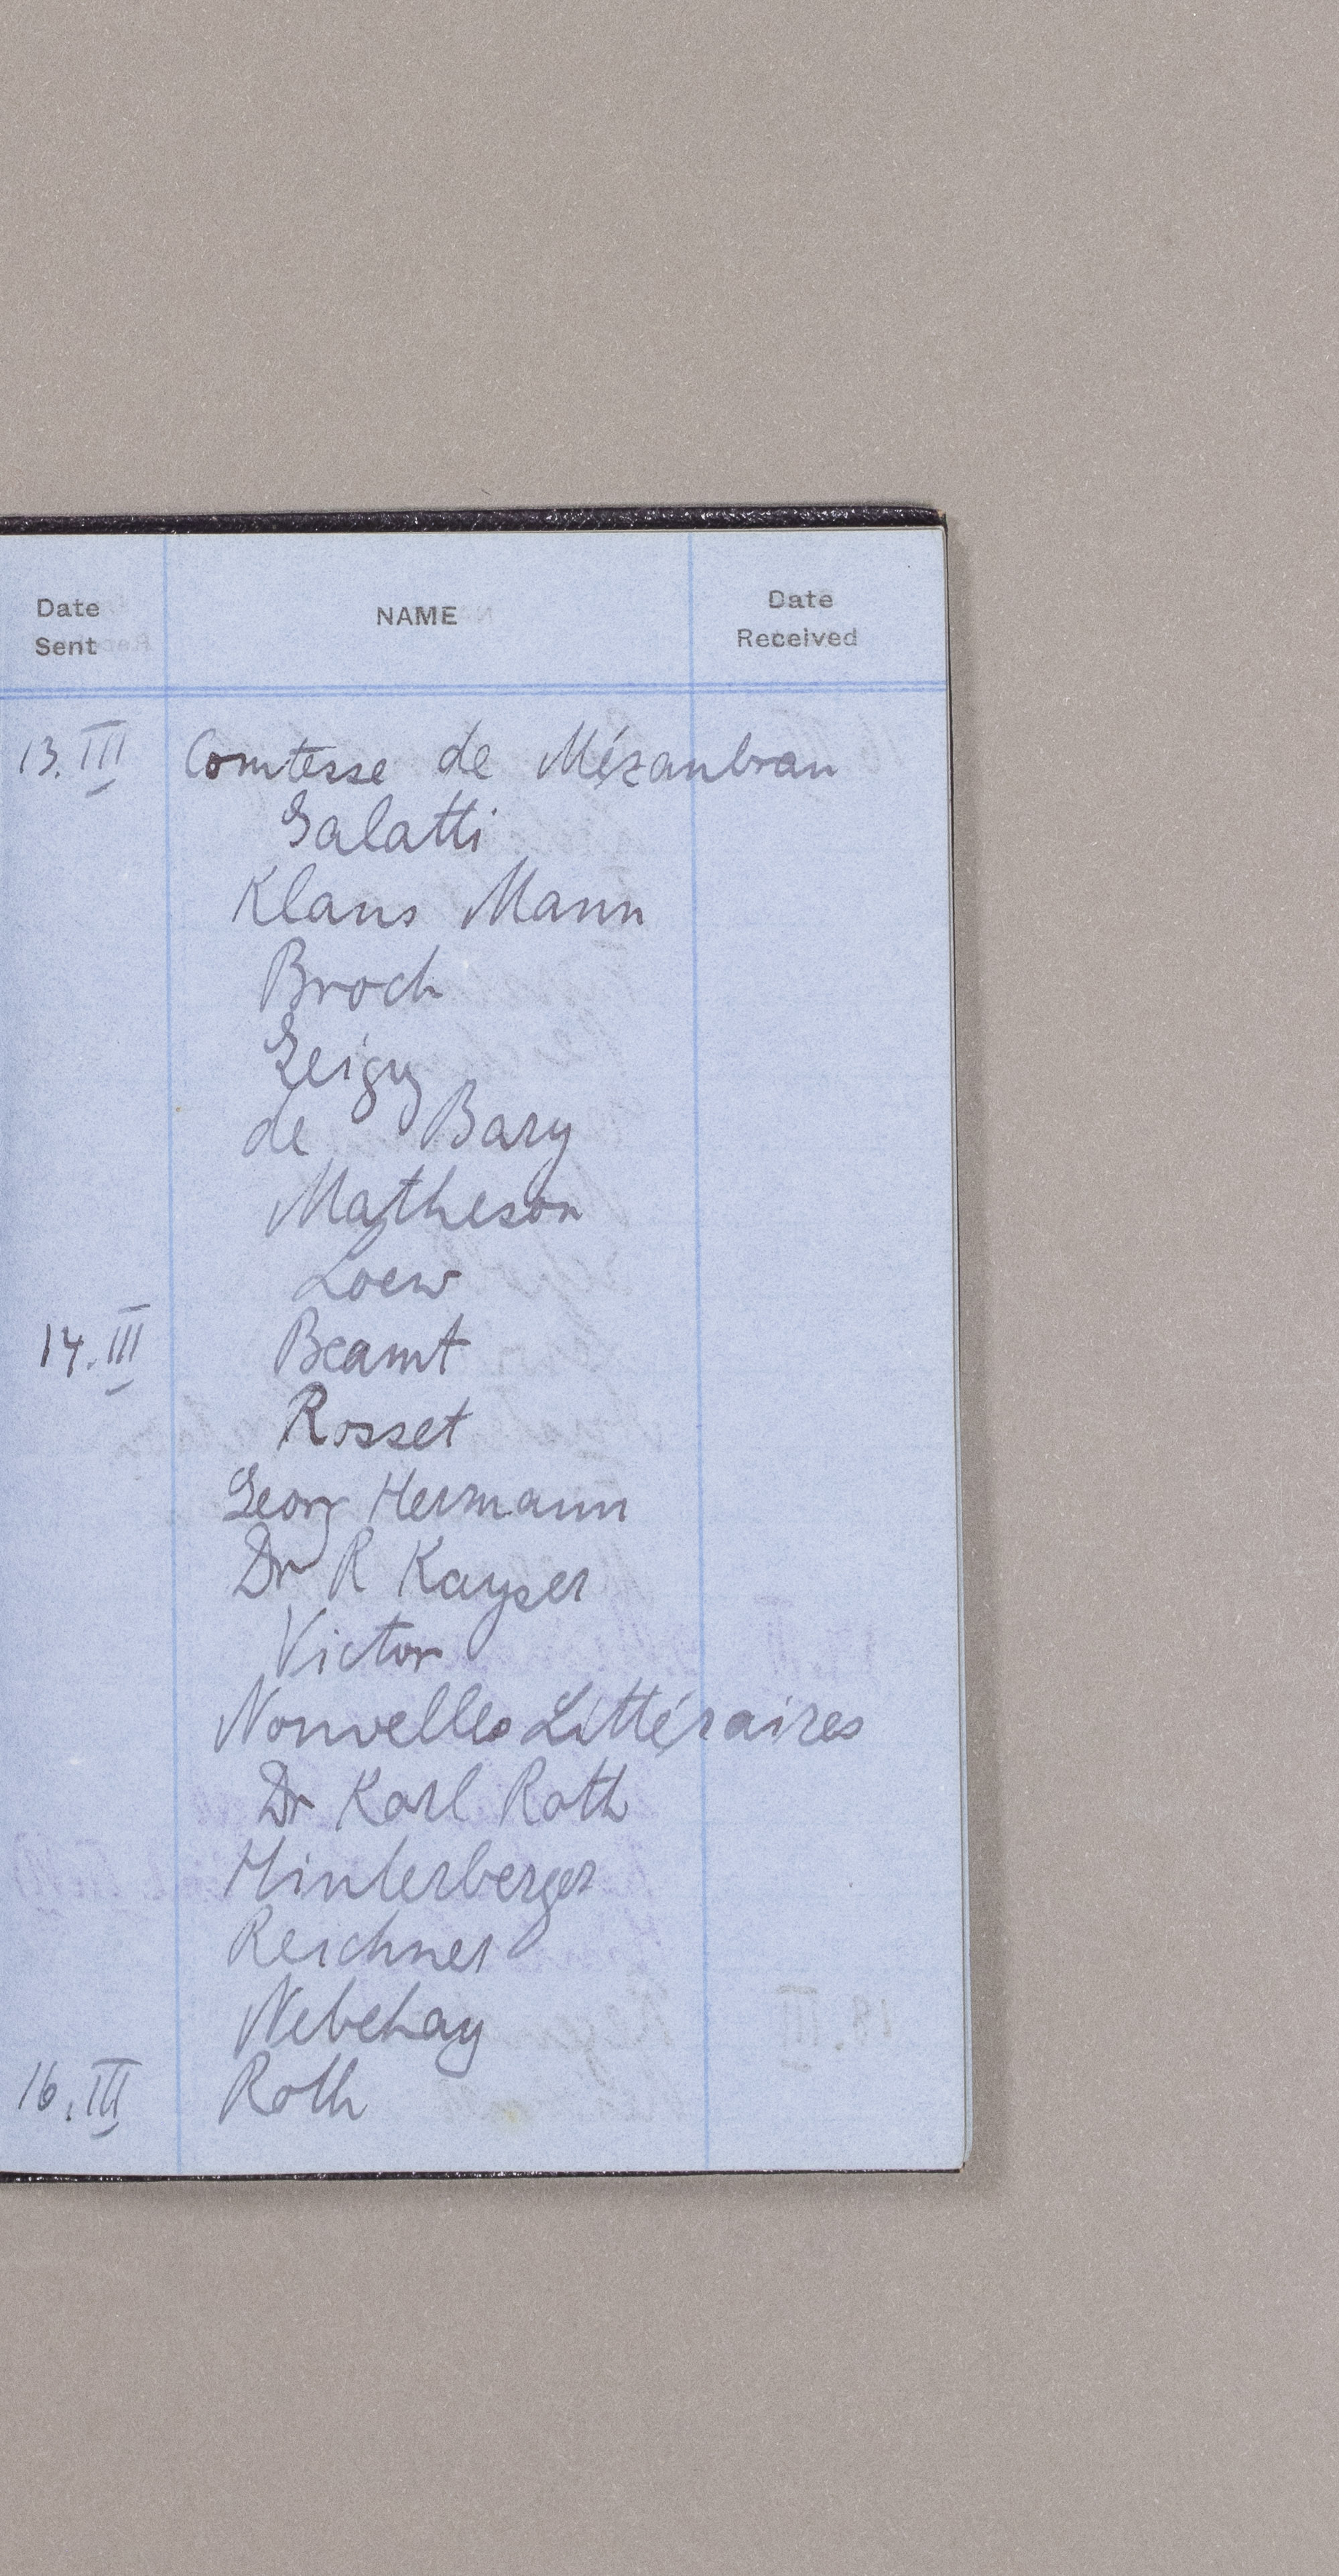 Date Sent NAME Date Received
13. III Comtesse de Mézanbran
Galatti
Klaus Mann
Broch
Geigy
de Bary
Matheson
Loew
14. III Beamt
Rosset
Georg Hermann
Dr R Kayser
Victor
Nouvelles Littéraires
Dr Karl Roth
Hinterberger
Reichner
Nebehay
16. III Roth